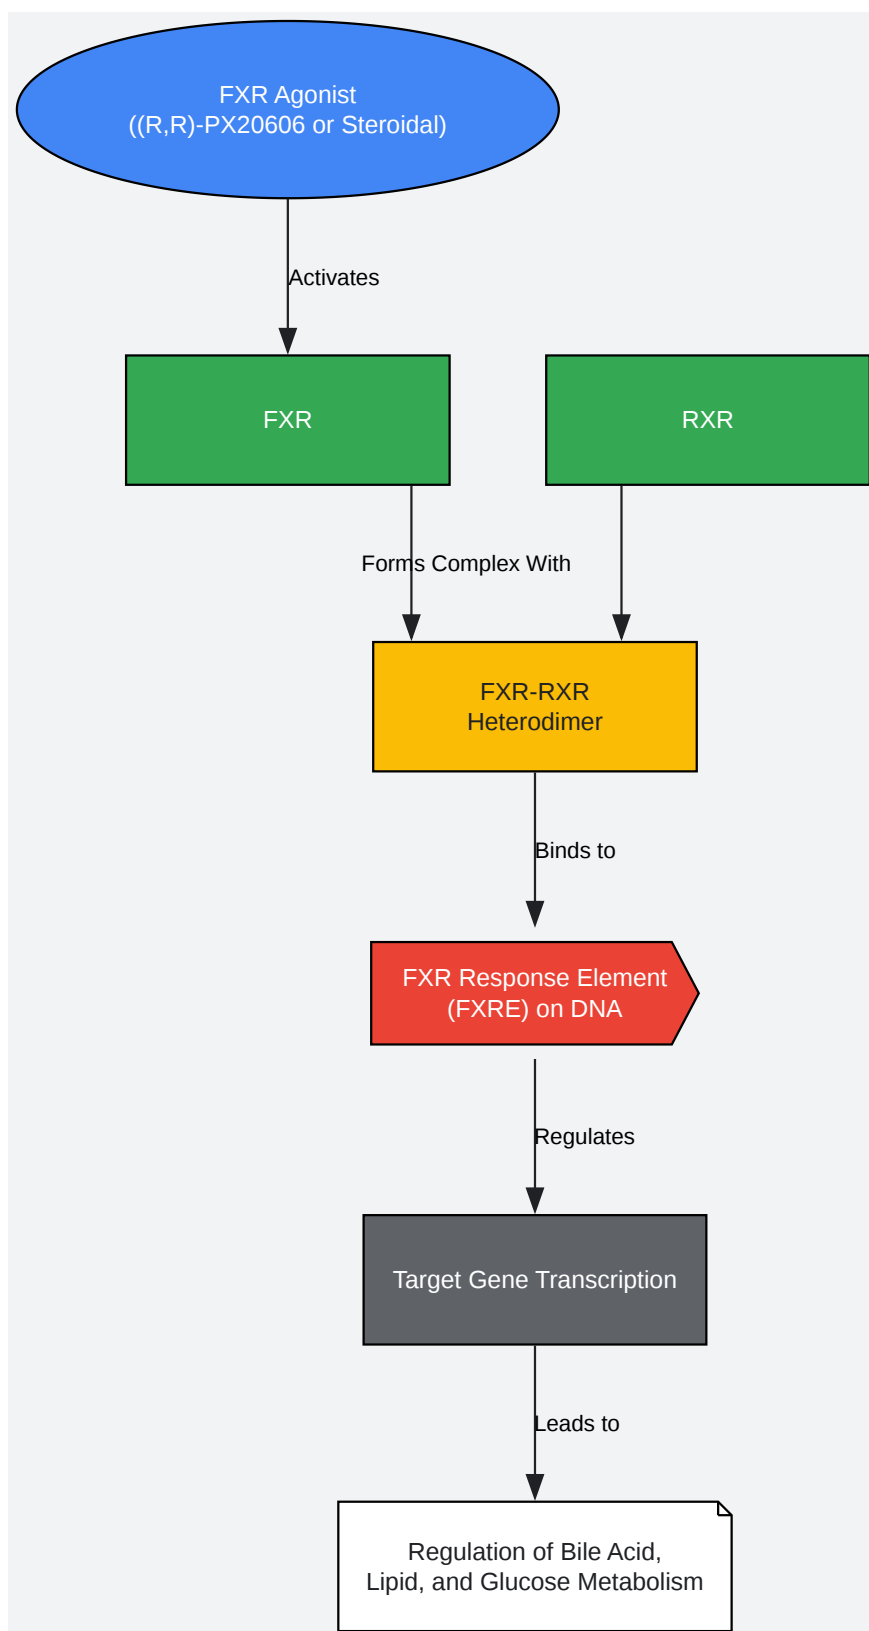 FXR Agonist
((R,R)-PX20606 or Steroidal)
Activates
FXR
RXR
Forms Complex With
FXR-RXR
Heterodimer
Binds to
FXR Response Element
(FXRE) on DNA
Regulates
Target Gene Transcription
Leads to
Regulation of Bile Acid,
Lipid, and Glucose Metabolism